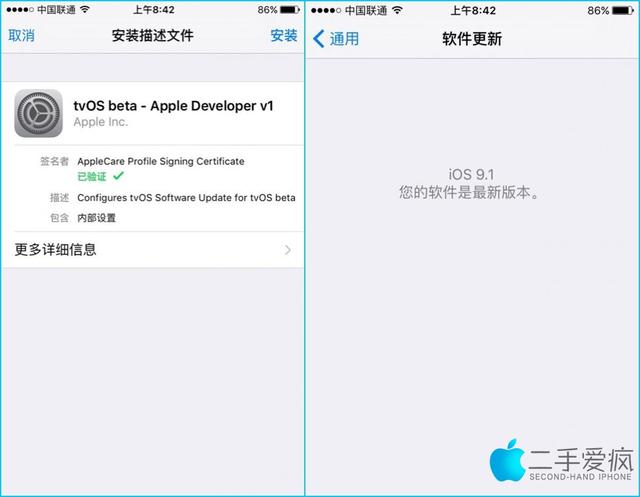 中国联通
上午8:42
86%
取消
安装描述文件
安装
tvOS beta - Apple Developer v1
Apple Inc.
签名者 AppleCare Profile Signing Certificate
已验证
描述 Configures tvOS Software Update for tvOS beta
包含 内部设置
更多详细信息
中国联通
上午8:42
86%
通用
软件更新
iOS 9.1
您的软件是最新版本。
二手爱疯
SECOND-HAND IPHONE